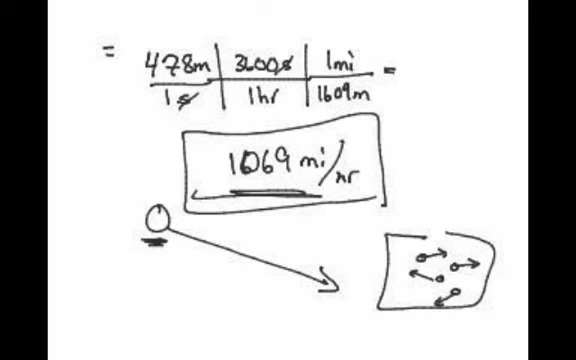 = 478m | 3600s | 1mi =
1s | 1hr | 1609m
1069 mi/hr